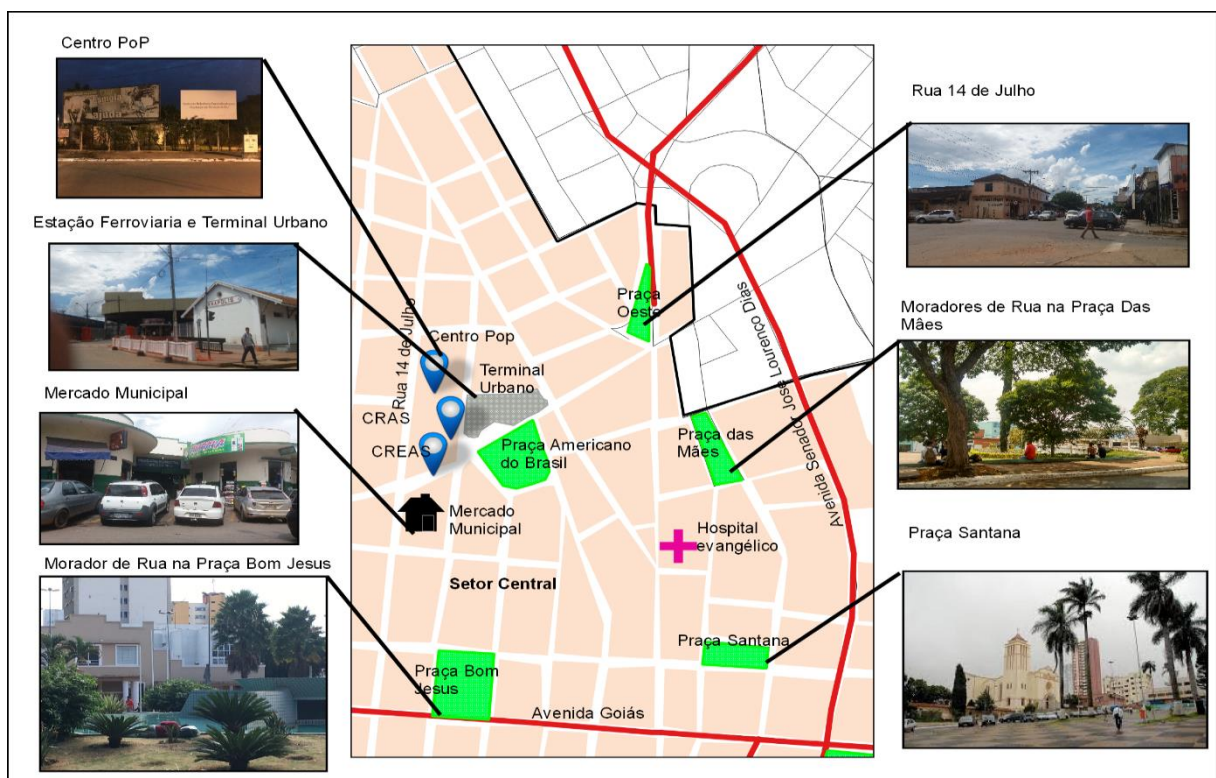 Centro PoP
Estação Ferroviaria e Terminal Urbano
Mercado Municipal
Morador de Rua na Praça Bom Jesus
Rua 14 de Julho
Centro Pop
Terminal
Urbano
CRAS
CREAS
Praça Americano
do Brasil
Mercado
Municipal
Setor Central
Praça Bom
Jesus
Avenida Goiás
Praça
Oeste
Praça das
Mães
Avenida Senador Jose Lourenço Dias
Hospital
evangélico
Praça Santana
Rua 14 de Julho
Moradores de Rua na Praça Das
Mães
Praça Santana